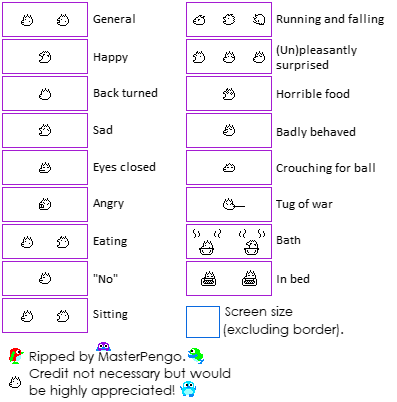 General
Happy
Back turned
Sad
Eyes closed
Angry
Eating
"No"
Sitting
Running and falling
(Un)pleasantly
surprised
Horrible food
Badly behaved
Crouching for ball
Tug of war
Bath
In bed
Screen size
(excluding border).
Ripped by MasterPengo.
Credit not necessary but would
be highly appreciated!